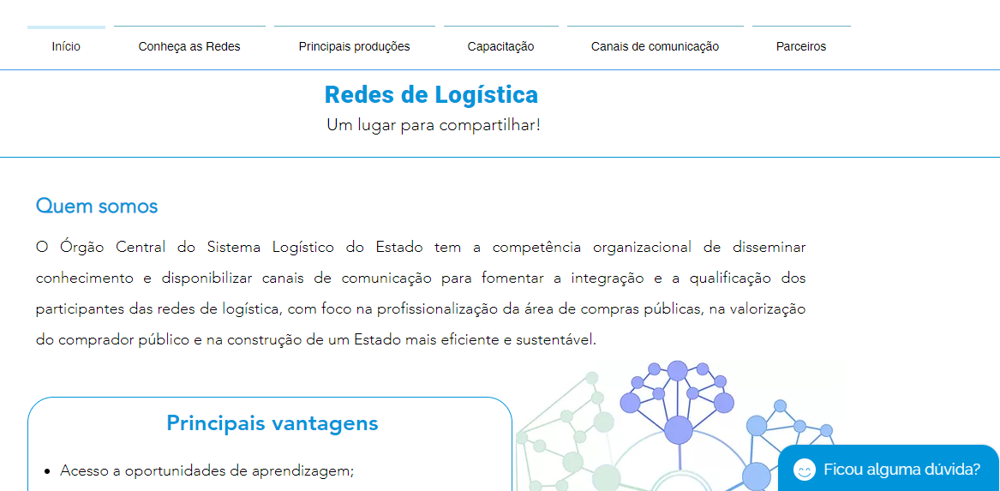 Início
Conheça as Redes
Principais produções
Capacitação
Canais de comunicação
Parceiros
Redes de Logística
Um lugar para compartilhar!
Quem somos
O Órgão Central do Sistema Logístico do Estado tem a competência organizacional de disseminar
conhecimento e disponibilizar canais de comunicação para fomentar a integração e a qualificação dos
participantes das redes de logística, com foco na profissionalização da área de compras públicas, na valorização
do comprador público e na construção de um Estado mais eficiente e sustentável.
Principais vantagens
• Acesso a oportunidades de aprendizagem;
Ficou alguma dúvida?